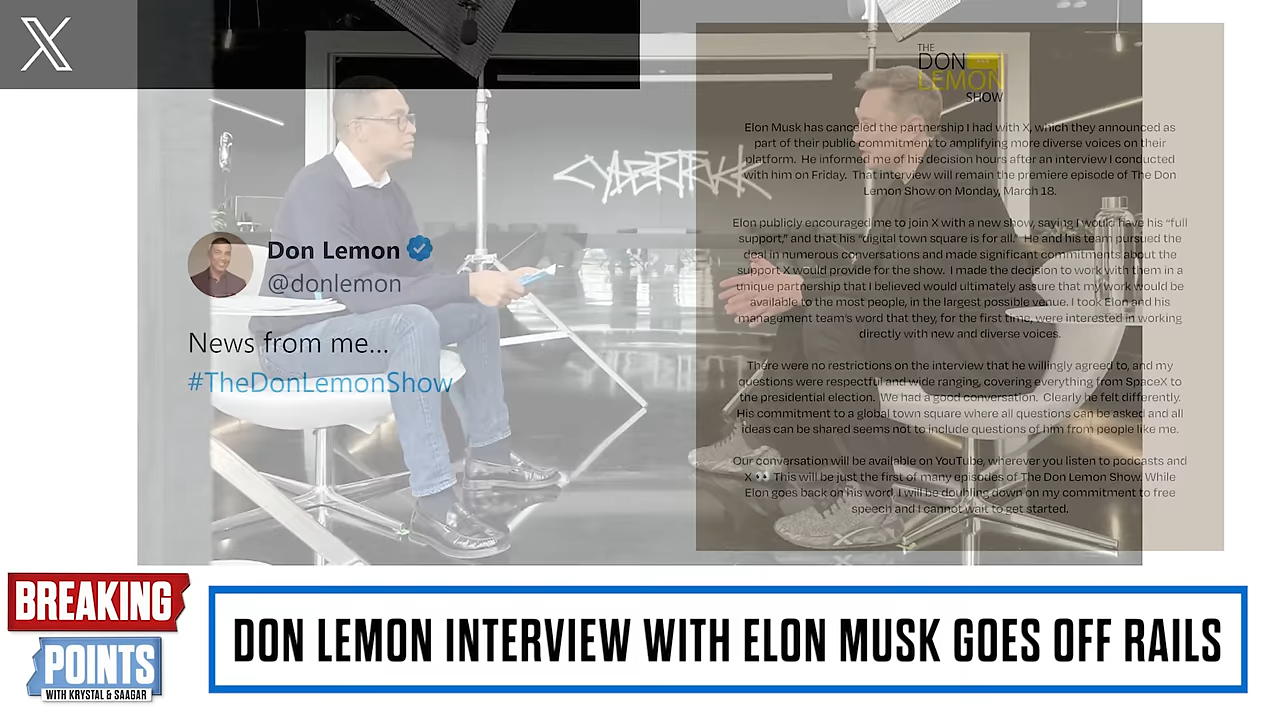 X
THE
DON
LEMON
SHOW
Elon Musk has canceled the partnership I had with X, which they announced as
part of their public commitment to amplifying more diverse voices on their
platform. He informed me of his decision hours after an interview I conducted
with him on Friday. That interview will remain the premiere episode of The Don
Lemon Show on Monday, March 18.
Elon publicly encouraged me to join X with a new show, saying I would have his “full
support,” and that his “digital town square is for all.” He and his team pursued the
deal in numerous conversations and made significant commitments about the
support X would provide for the show. I made the decision to work with them in a
unique partnership that I believed would ultimately assure that my work would be
available to the most people, in the largest possible venue. I took Elon and his
management team’s word that they, for the first time, were interested in working
directly with new and diverse voices.
There were no restrictions on the interview that he willingly agreed to, and my
questions were respectful and wide ranging, covering everything from SpaceX to
the presidential election. We had a good conversation. Clearly he felt differently.
His commitment to a global town square where all questions can be asked and all
ideas can be shared seems not to include questions of him from people like me.
Our conversation will be available on YouTube, wherever you listen to podcasts and
X 👀 This will be just the first of many episodes of The Don Lemon Show. While
Elon goes back on his word, I will be doubling down on my commitment to free
speech and I cannot wait to get started.
CYBERTRUCK
Don Lemon
@donlemon
News from me...
#TheDonLemonShow
BREAKING
POINTS
WITH KRYSTAL & SAAGAR
DON LEMON INTERVIEW WITH ELON MUSK GOES OFF RAILS